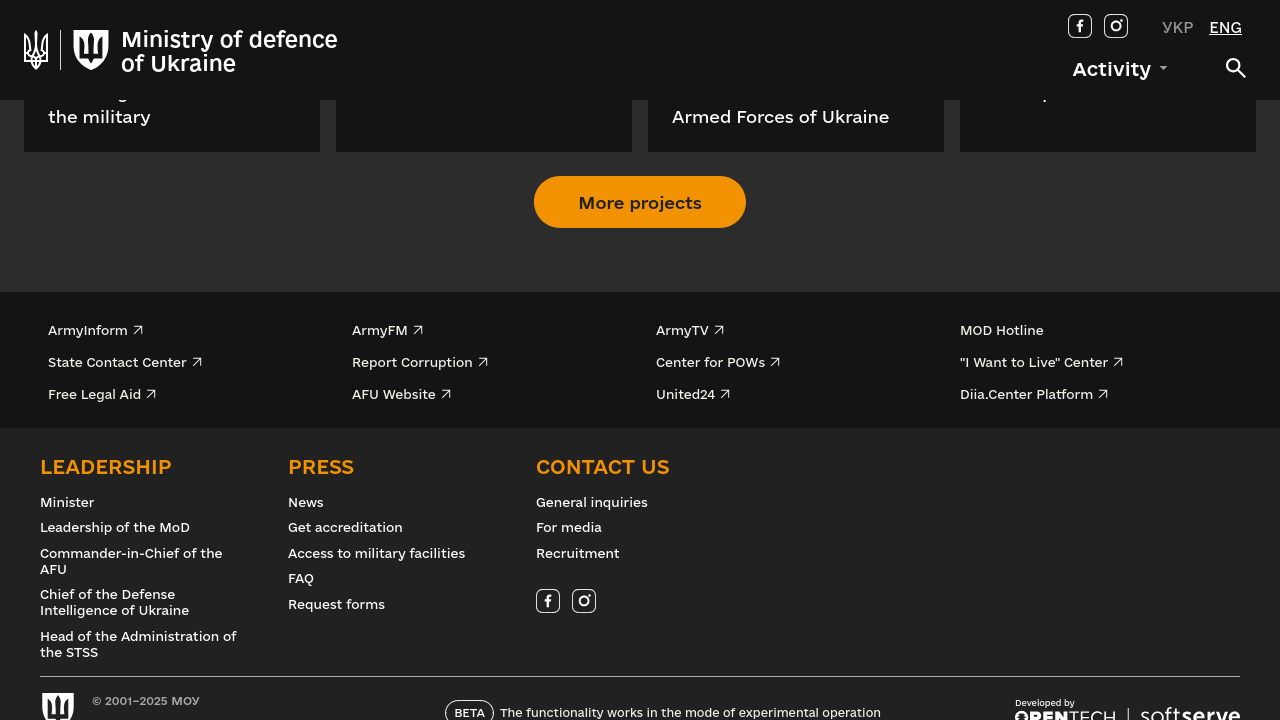 Ministry of defence
of Ukraine
УКР ENG
Activity
the military
Armed Forces of Ukraine
More projects
ArmyInform
ArmyFM
ArmyTV
MOD Hotline
State Contact Center
Report Corruption
Center for POWs
"I Want to Live" Center
Free Legal Aid
AFU Website
United24
Diia.Center Platform
LEADERSHIP
Minister
Leadership of the MoD
Commander-in-Chief of the
AFU
Chief of the Defense
Intelligence of Ukraine
Head of the Administration of
the STSS
PRESS
News
Get accreditation
Access to military facilities
FAQ
Request forms
CONTACT US
General inquiries
For media
Recruitment
© 2001–2025 МОУ
BETA The functionality works in the mode of experimental operation
Developed by
OPENTECH | softserve